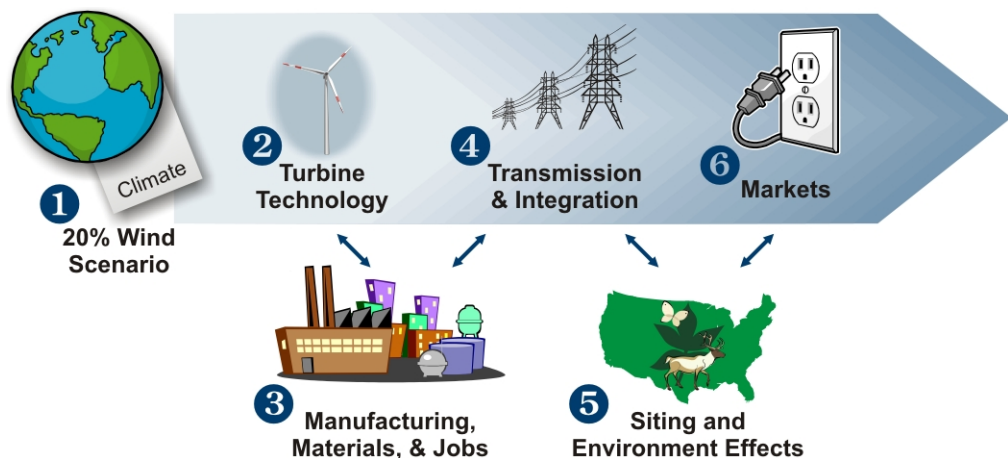 Climate
1
20% Wind
Scenario
2
Turbine
Technology
3
Manufacturing,
Materials, & Jobs
4
Transmission
& Integration
5
Siting and
Environment Effects
6
Markets